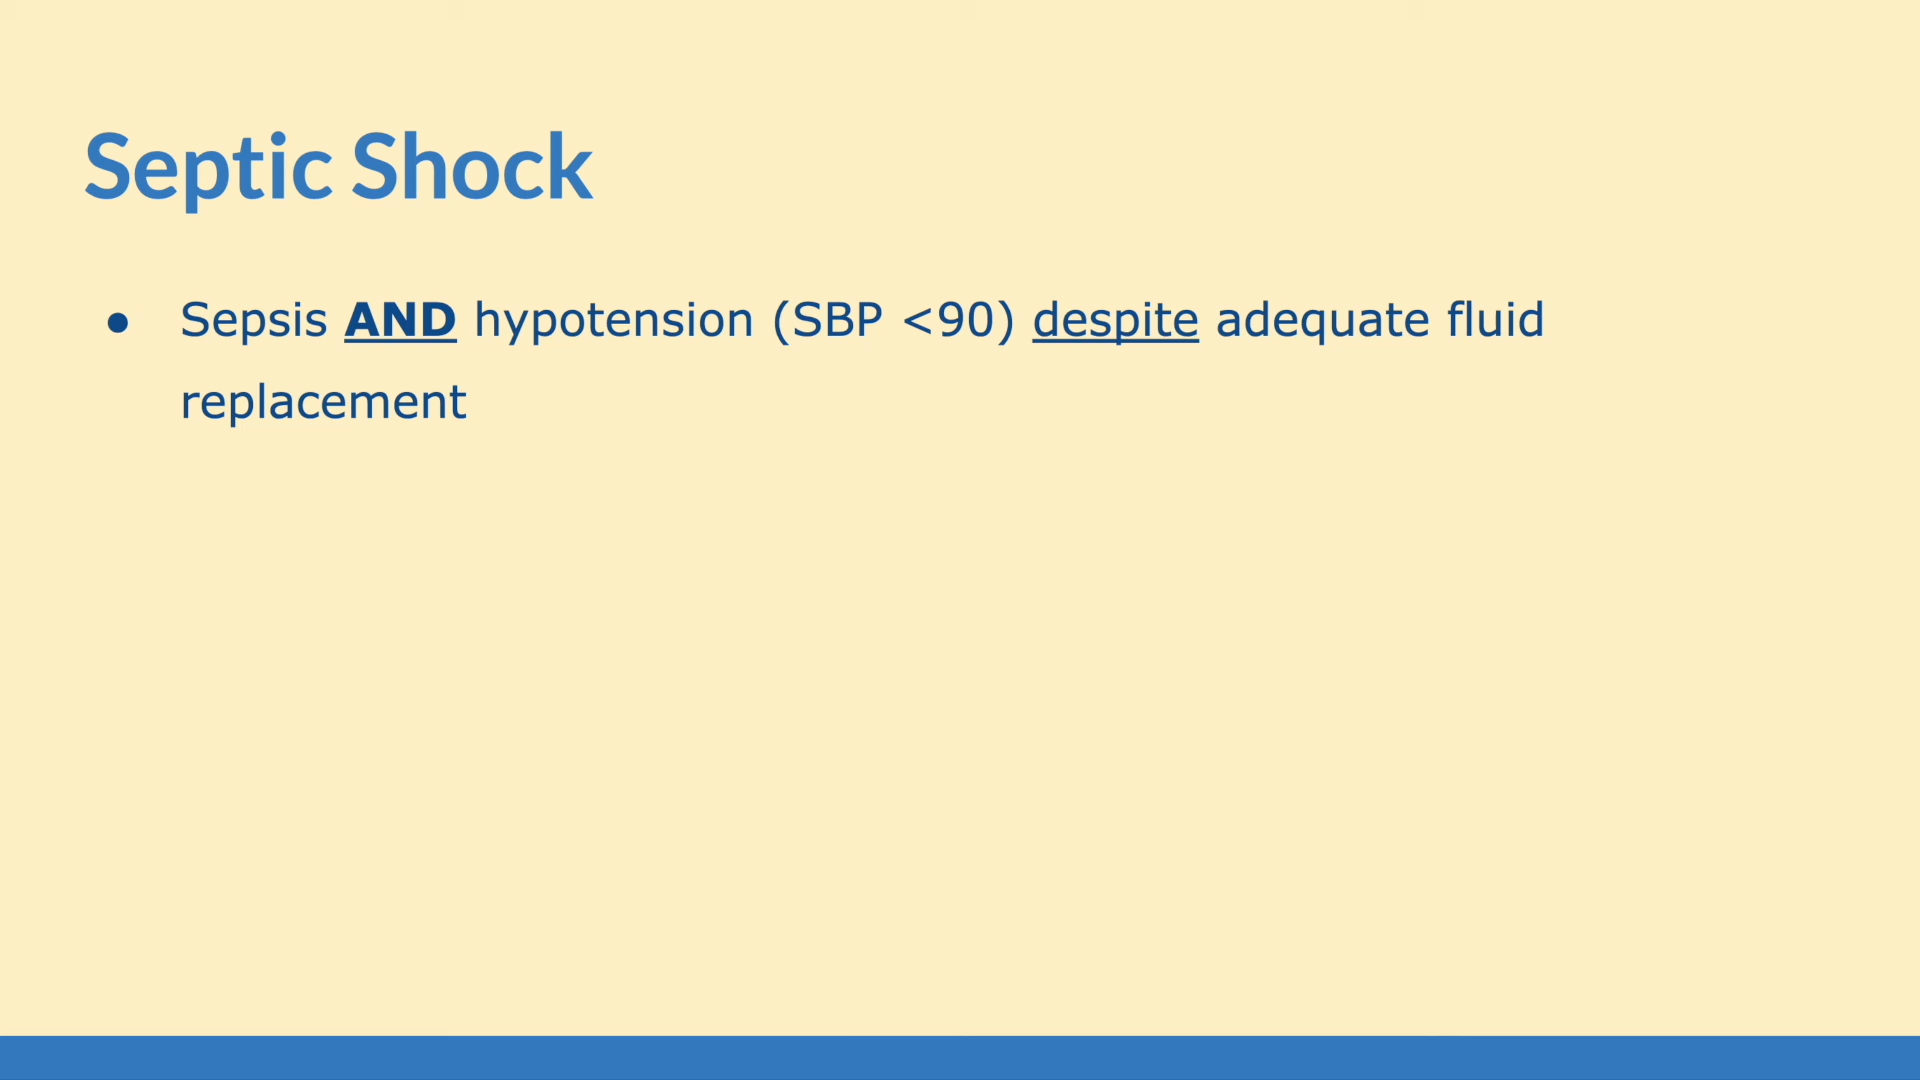 Septic Shock
● Sepsis AND hypotension (SBP <90) despite adequate fluid
replacement